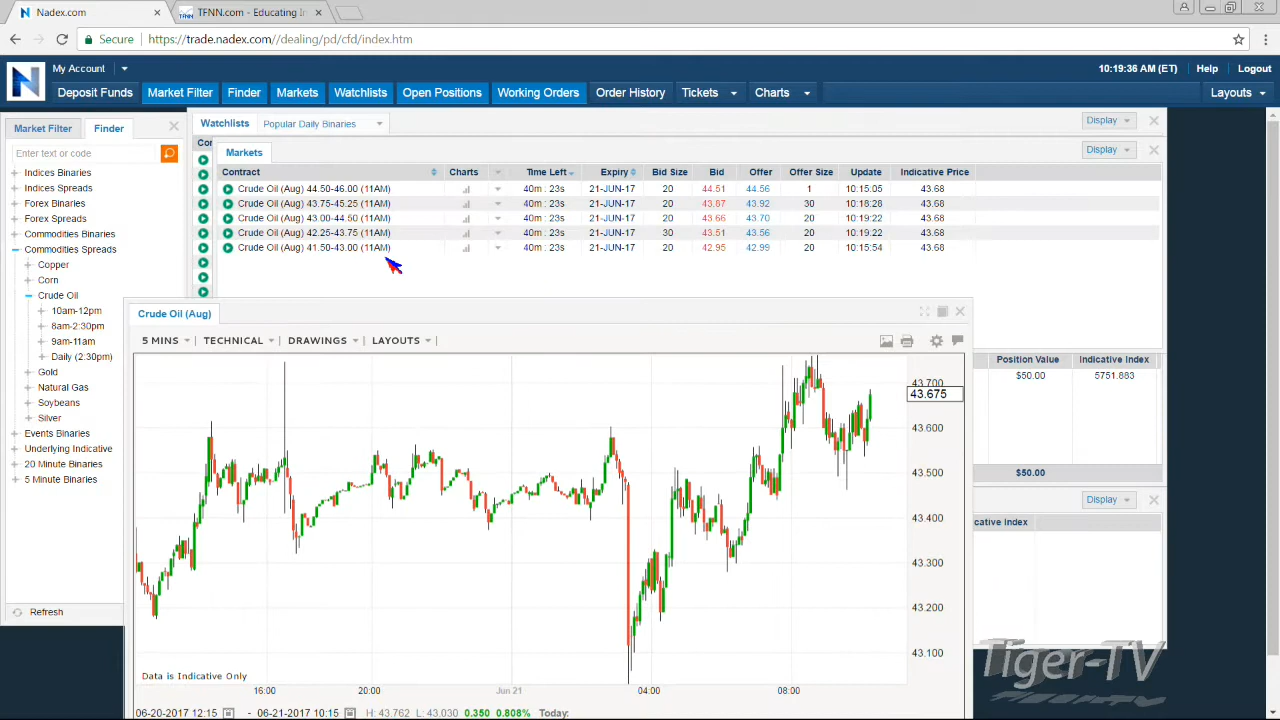 Nadex.com
TFNN.com - Educating In
Secure https://trade.nadex.com//dealing/pd/cfd/index.htm
My Account
10:19:36 AM (ET) Help Logout
Deposit Funds Market Filter Finder Markets Watchlists Open Positions Working Orders Order History Tickets Charts Layouts
Market Filter Finder
Watchlists Popular Daily Binaries Display
Enter text or code
Indices Binaries
Indices Spreads
Forex Binaries
Forex Spreads
Commodities Binaries
Commodities Spreads
Copper
Corn
Crude Oil
10am-12pm
8am-2:30pm
9am-11am
Daily (2:30pm)
Gold
Natural Gas
Soybeans
Silver
Events Binaries
Underlying Indicative
20 Minute Binaries
5 Minute Binaries
Refresh
Markets Display
Contract Charts Time Left Expiry Bid Size Bid Offer Offer Size Update Indicative Price
Crude Oil (Aug) 44.50-46.00 (11AM) 40m : 23s 21-JUN-17 20 44.51 44.56 1 10:15:05 43.68
Crude Oil (Aug) 43.75-45.25 (11AM) 40m : 23s 21-JUN-17 20 43.87 43.92 30 10:18:28 43.68
Crude Oil (Aug) 43.00-44.50 (11AM) 40m : 23s 21-JUN-17 20 43.66 43.70 20 10:19:22 43.68
Crude Oil (Aug) 42.25-43.75 (11AM) 40m : 23s 21-JUN-17 30 43.51 43.56 30 10:19:22 43.68
Crude Oil (Aug) 41.50-43.00 (11AM) 40m : 23s 21-JUN-17 20 42.95 42.99 20 10:15:54 43.68
Crude Oil (Aug)
5 MINS TECHNICAL DRAWINGS LAYOUTS
43.700
43.675
43.600
43.500
43.400
43.300
43.200
43.100
Data is Indicative Only
16:00 20:00 Jun 21 04:00 08:00
06-20-2017 12:15 - 06-21-2017 10:15 H: 43.762 L: 43.030 0.350 0.808% Today:
Position Value Indicative Index
$50.00 5751.883
$50.00
Display
cative Index
Tiger-TV